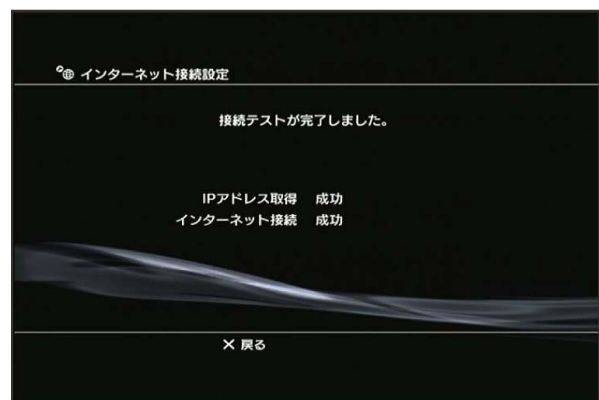 インターネット接続設定
接続テストが完了しました。
IPアドレス取得 成功
インターネット接続 成功
✕ 戻る